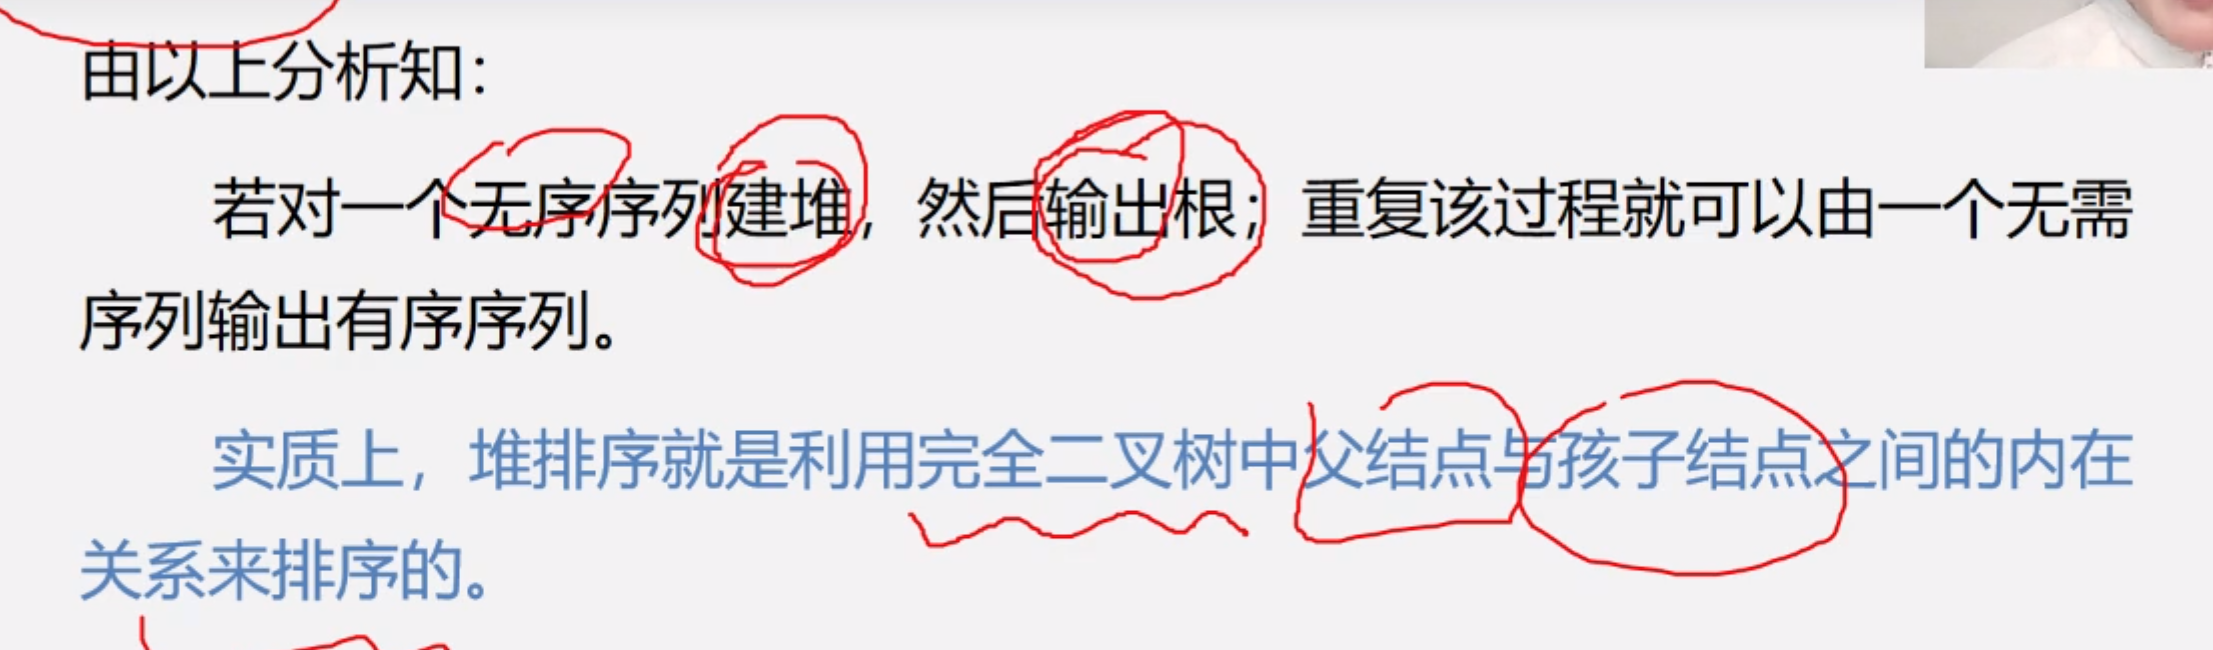 由以上分析知：
若对一个无序序列建堆，然后输出根；重复该过程就可以由一个无需
序列输出有序序列。
实质上，堆排序就是利用完全二叉树中父结点与孩子结点之间的内在
关系来排序的。